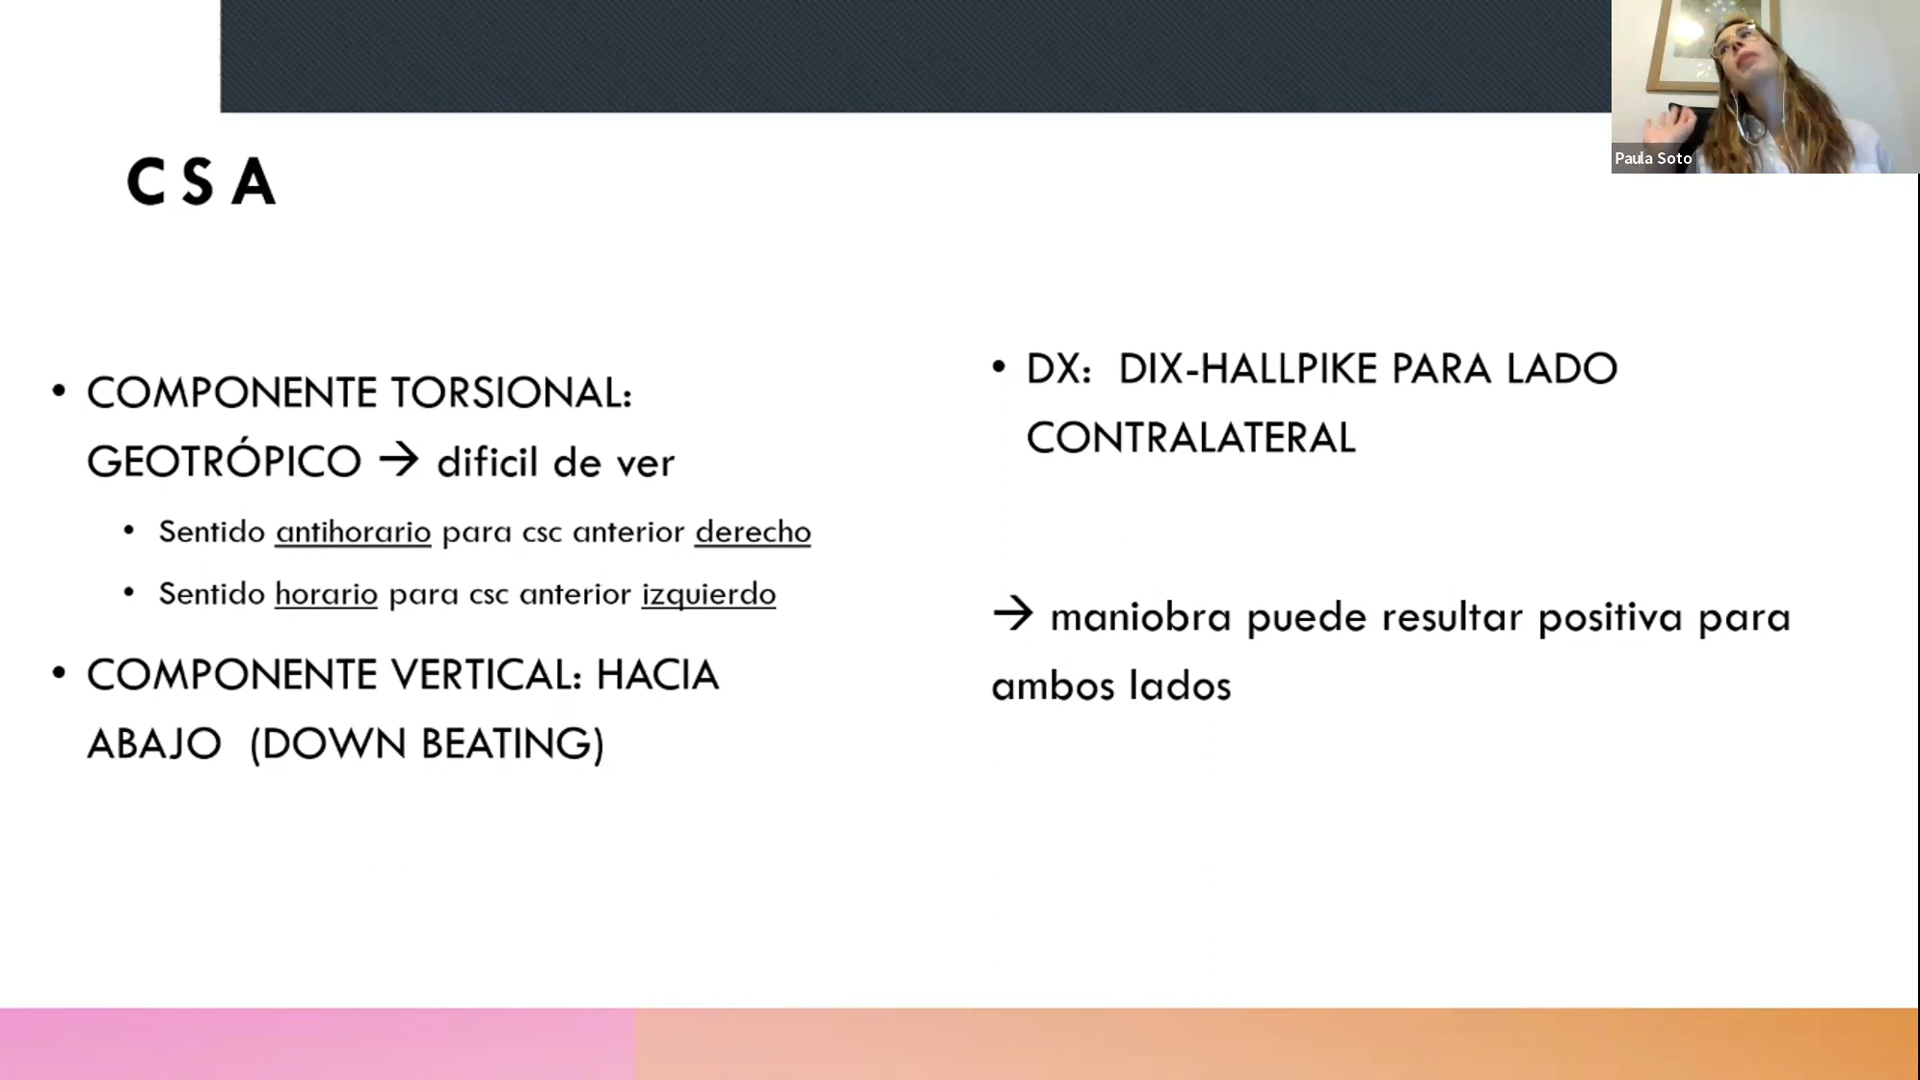 Paula Soto
CSA
• COMPONENTE TORSIONAL:
GEOTRÓPICO → dificil de ver
• Sentido antihorario para csc anterior derecho
• Sentido horario para csc anterior izquierdo
• COMPONENTE VERTICAL: HACIA
ABAJO (DOWN BEATING)
• DX: DIX-HALLPIKE PARA LADO
CONTRALATERAL
→ maniobra puede resultar positiva para
ambos lados